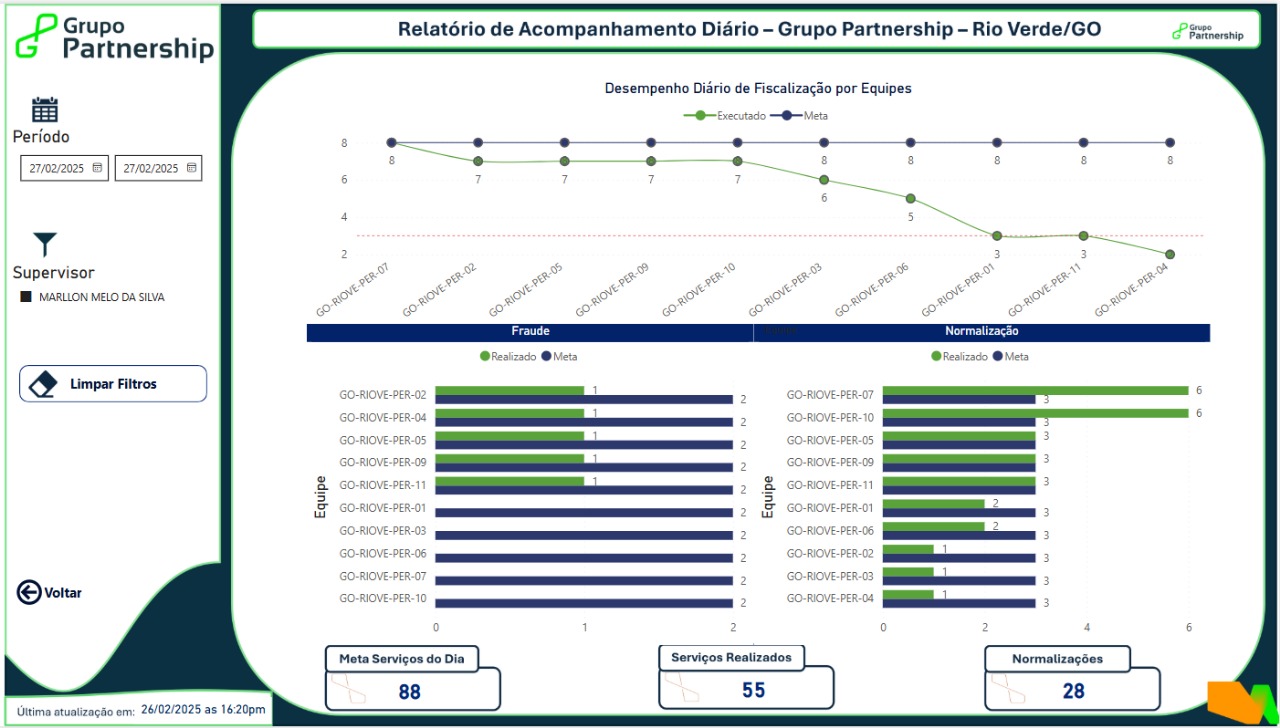 Grupo
Partnership
Relatório de Acompanhamento Diário – Grupo Partnership – Rio Verde/GO
Grupo
Partnership
Período
27/02/2025 27/02/2025
Supervisor
MARLLON MELO DA SILVA
Limpar Filtros
Voltar
Última atualização em: 26/02/2025 as 16:20pm
Desempenho Diário de Fiscalização por Equipes
Executado Meta
8
6
4
2
8 7 7 7 7 6 5 3 3
8 8 8 8 8
GO-RIOVE-PER-07 GO-RIOVE-PER-02 GO-RIOVE-PER-05 GO-RIOVE-PER-09 GO-RIOVE-PER-10 GO-RIOVE-PER-03 GO-RIOVE-PER-06 GO-RIOVE-PER-01 GO-RIOVE-PER-11 GO-RIOVE-PER-04
Fraude
Realizado Meta
Equipe
GO-RIOVE-PER-02 1 2
GO-RIOVE-PER-04 1 2
GO-RIOVE-PER-05 1 2
GO-RIOVE-PER-09 1 2
GO-RIOVE-PER-11 1 2
GO-RIOVE-PER-01 2
GO-RIOVE-PER-03 2
GO-RIOVE-PER-06 2
GO-RIOVE-PER-07 2
GO-RIOVE-PER-10 2
0 1 2
Normalização
Realizado Meta
Equipe
GO-RIOVE-PER-07 6 3
GO-RIOVE-PER-10 6 3
GO-RIOVE-PER-05 3
GO-RIOVE-PER-09 3
GO-RIOVE-PER-11 3
GO-RIOVE-PER-01 2 3
GO-RIOVE-PER-06 2 3
GO-RIOVE-PER-02 1 3
GO-RIOVE-PER-03 1 3
GO-RIOVE-PER-04 1 3
0 2 4 6
Meta Serviços do Dia
88
Serviços Realizados
55
Normalizações
28